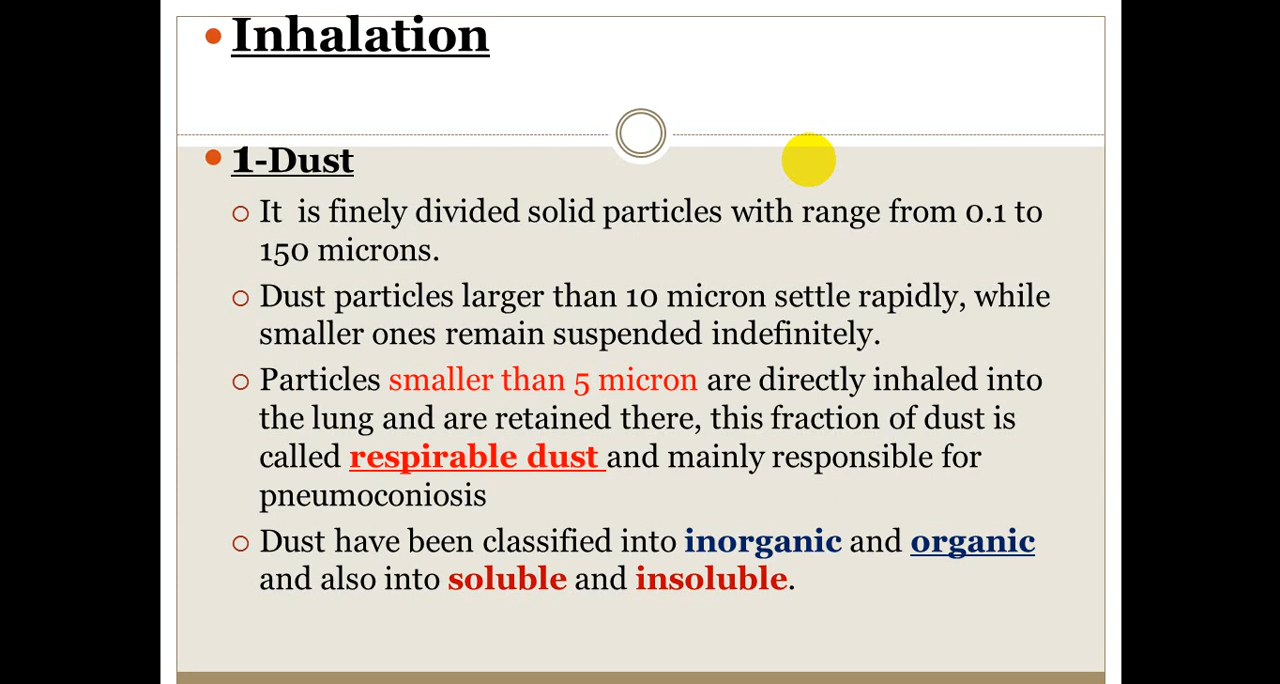 Inhalation
1-Dust
It is finely divided solid particles with range from 0.1 to
150 microns.
Dust particles larger than 10 micron settle rapidly, while
smaller ones remain suspended indefinitely.
Particles smaller than 5 micron are directly inhaled into
the lung and are retained there, this fraction of dust is
called respirable dust and mainly responsible for
pneumoconiosis
Dust have been classified into inorganic and organic
and also into soluble and insoluble.